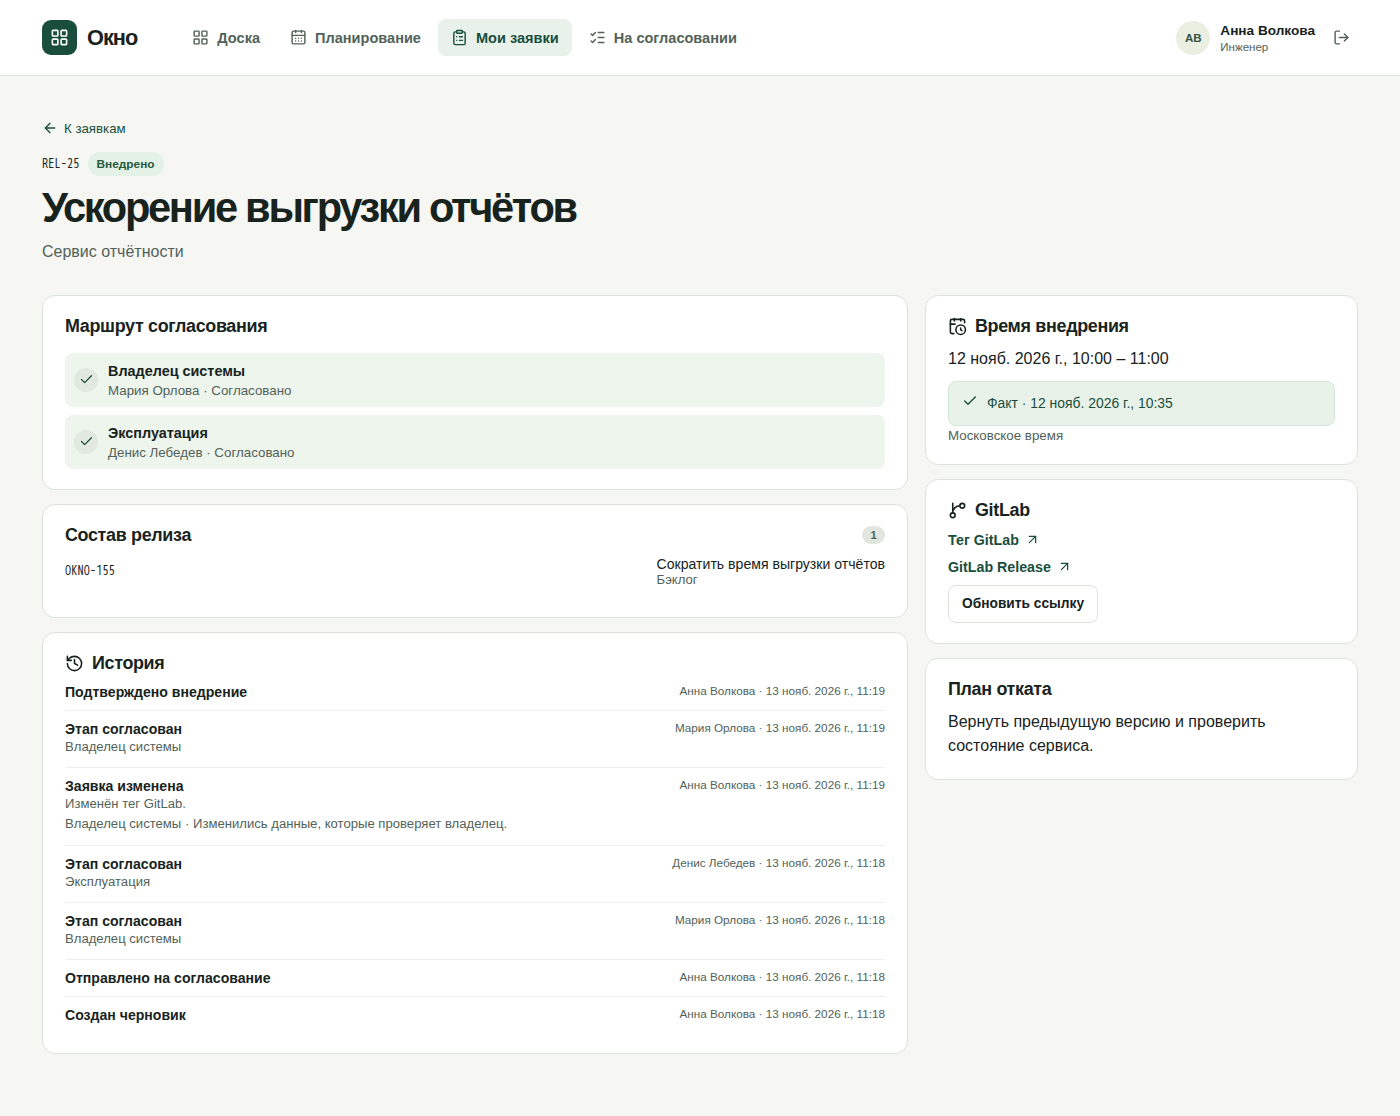 Окно
Доска
Планирование
Мои заявки
На согласовании
АВ
Анна Волкова
Инженер
К заявкам
REL-25
Внедрено
Ускорение выгрузки отчётов
Сервис отчётности
Маршрут согласования
Владелец системы
Мария Орлова · Согласовано
Эксплуатация
Денис Лебедев · Согласовано
Состав релиза
1
OKNO-155
Сократить время выгрузки отчётов
Бэклог
История
Подтверждено внедрение
Анна Волкова · 13 нояб. 2026 г., 11:19
Этап согласован
Мария Орлова · 13 нояб. 2026 г., 11:19
Владелец системы
Заявка изменена
Анна Волкова · 13 нояб. 2026 г., 11:19
Изменён тег GitLab.
Владелец системы · Изменились данные, которые проверяет владелец.
Этап согласован
Денис Лебедев · 13 нояб. 2026 г., 11:18
Эксплуатация
Этап согласован
Мария Орлова · 13 нояб. 2026 г., 11:18
Владелец системы
Отправлено на согласование
Анна Волкова · 13 нояб. 2026 г., 11:18
Создан черновик
Анна Волкова · 13 нояб. 2026 г., 11:18
Время внедрения
12 нояб. 2026 г., 10:00 – 11:00
Факт · 12 нояб. 2026 г., 10:35
Московское время
GitLab
Тег GitLab
GitLab Release
Обновить ссылку
План отката
Вернуть предыдущую версию и проверить
состояние сервиса.